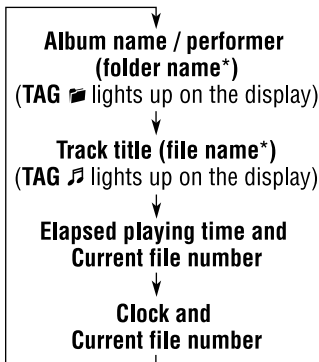 Album name / performer
(folder name*)
(TAG lights up on the display)
Track title (file name*)
(TAG lights up on the display)
Elapsed playing time and
Current file number
Clock and
Current file number